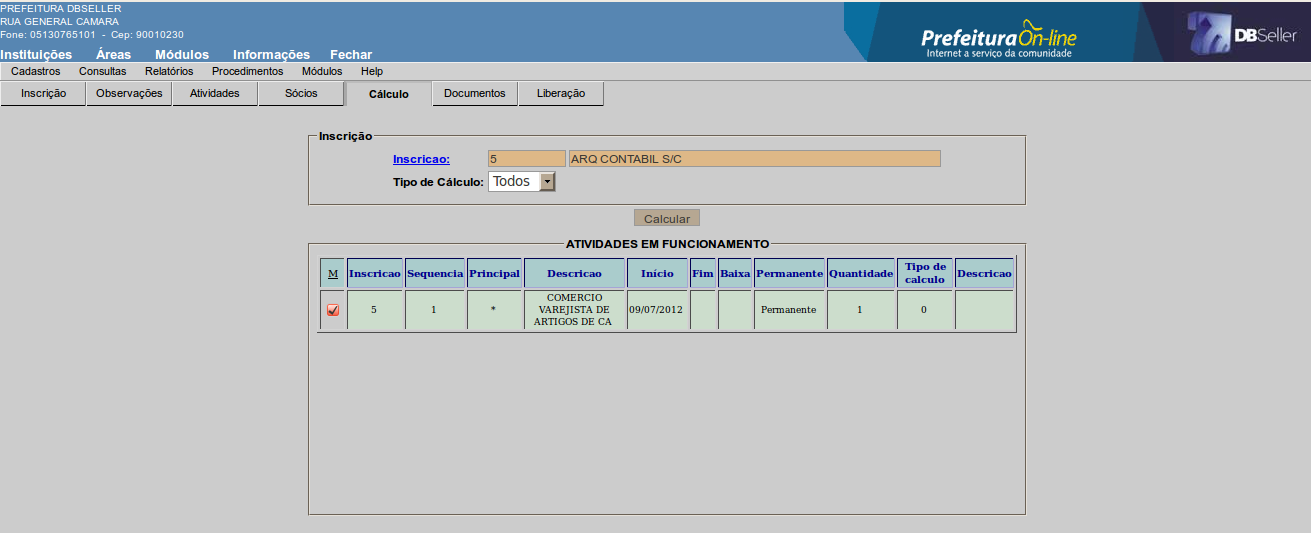 PREFEITURA DBSELLER
RUA GENERAL CAMARA
Fone: 05130765101 - Cep: 90010230
Prefeitura On-line
Internet a serviço da comunidade
DBSeller
Instituições Áreas Módulos Informações Fechar
Cadastros Consultas Relatórios Procedimentos Módulos Help
Inscrição Observações Atividades Sócios Cálculo Documentos Liberação
Inscrição
Inscricao: 5 ARQ CONTABIL S/C
Tipo de Cálculo: Todos
Calcular
ATIVIDADES EM FUNCIONAMENTO
M Inscricao Sequencia Principal Descricao Início Fim Baixa Permanente Quantidade Tipo de calculo Descricao
5 1 * COMERCIO VAREJISTA DE ARTIGOS DE CA 09/07/2012 Permanente 1 0